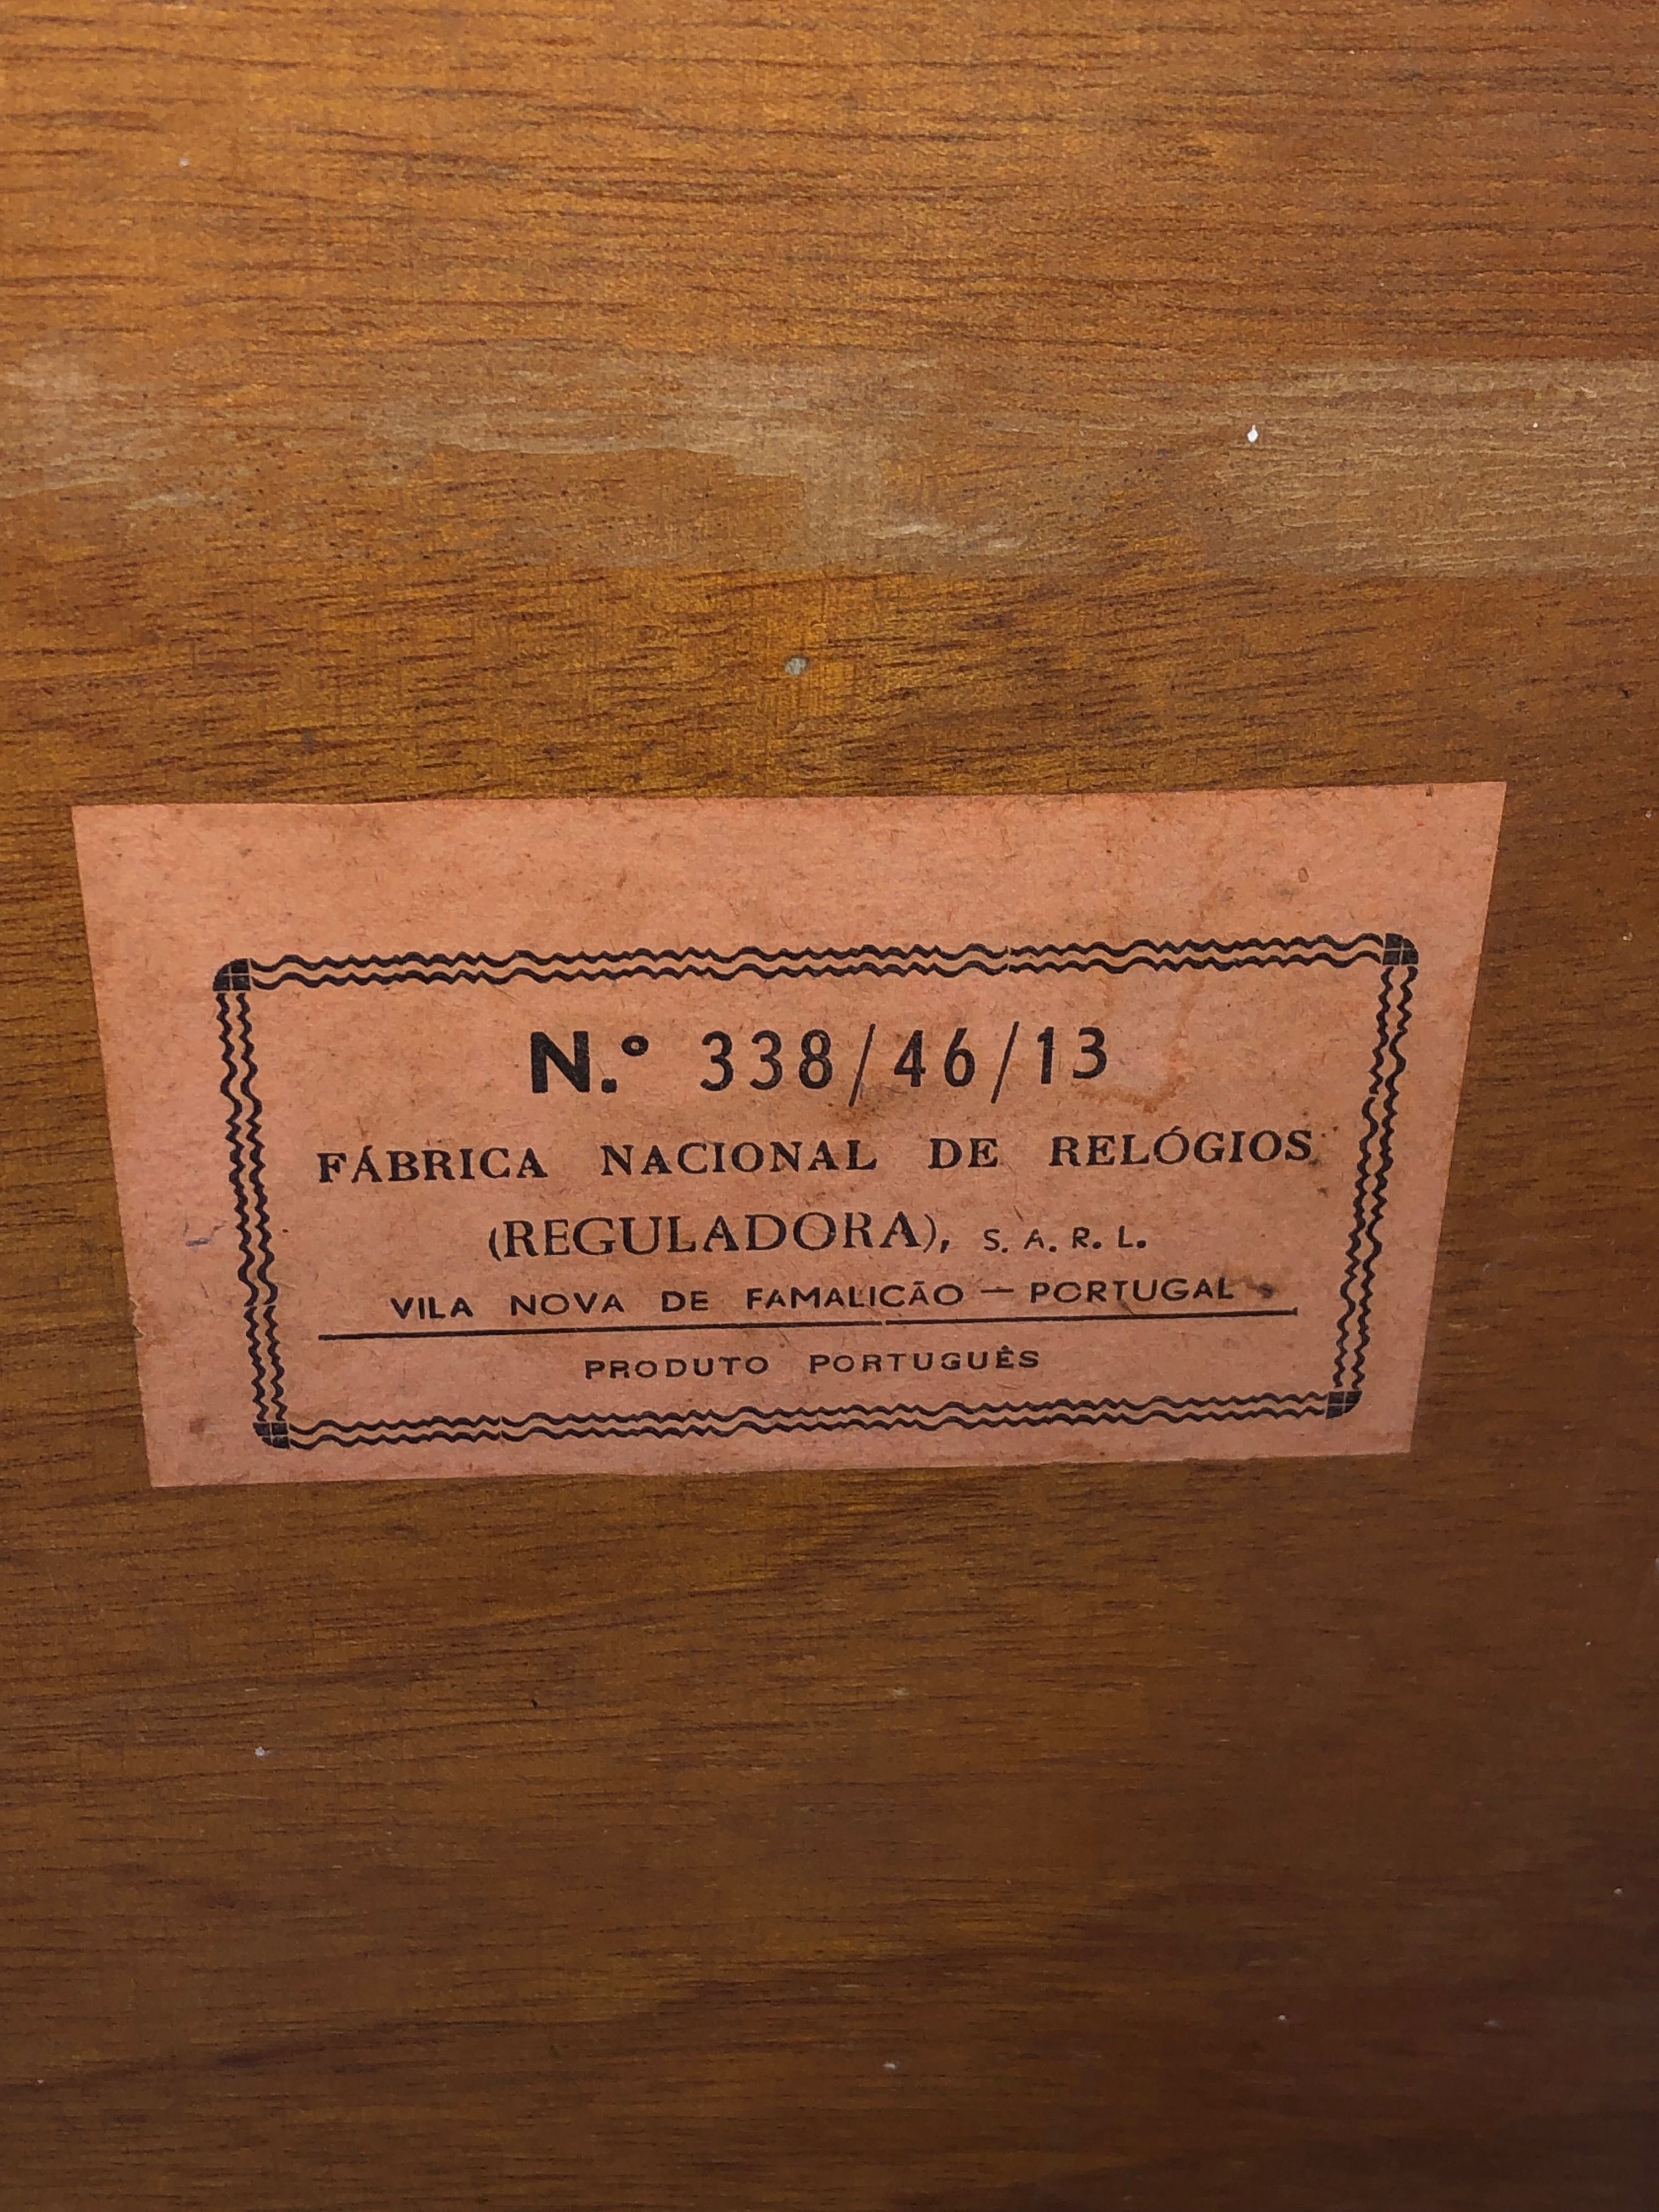 N.º 338/46/13
FÁBRICA NACIONAL DE RELÓGIOS
(REGULADORA), S. A. R. L.
VILA NOVA DE FAMALICÃO — PORTUGAL
PRODUTO PORTUGUÊS